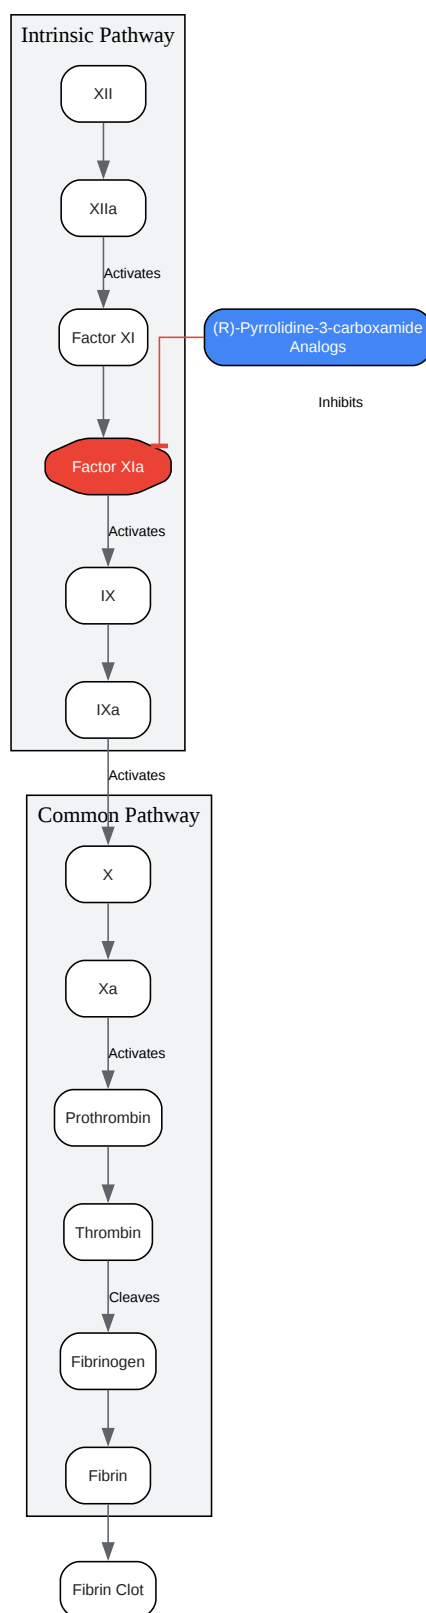 Intrinsic Pathway
XII
XIIa
Activates
Factor XI
(R)-Pyrrolidine-3-carboxamide
Analogs
Inhibits
Factor XIa
Activates
IX
IXa
Activates
Common Pathway
X
Xa
Activates
Prothrombin
Thrombin
Cleaves
Fibrinogen
Fibrin
Fibrin Clot